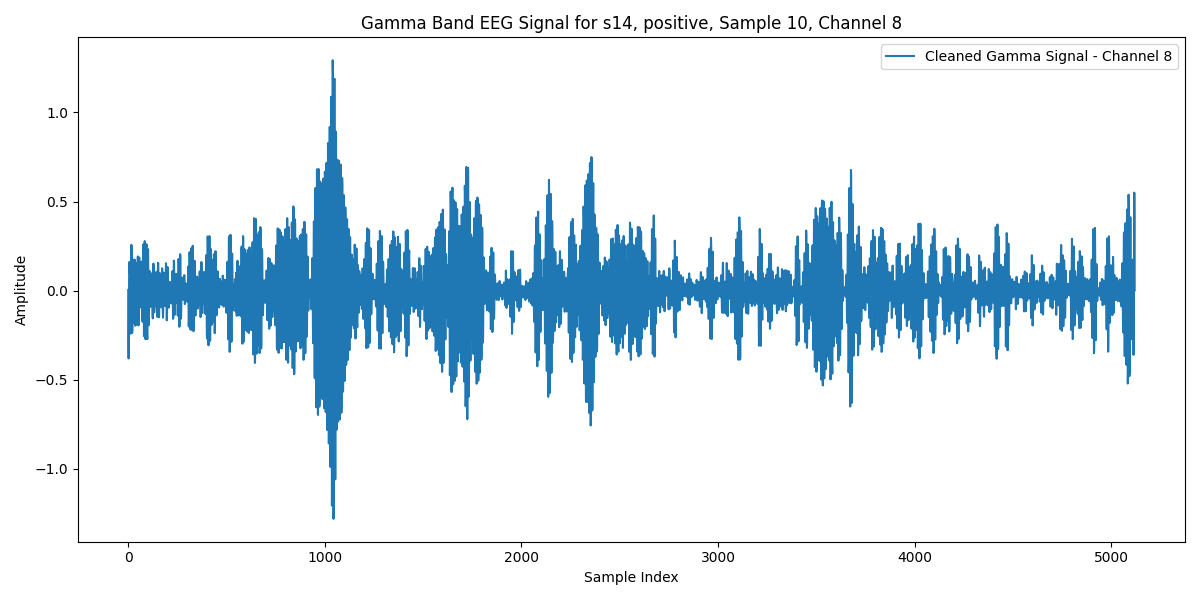 Gamma Band EEG Signal for s14, positive, Sample 10, Channel 8
Cleaned Gamma Signal - Channel 8
1.0
0.5
0.0
−0.5
−1.0
Amplitude
0 1000 2000 3000 4000 5000
Sample Index